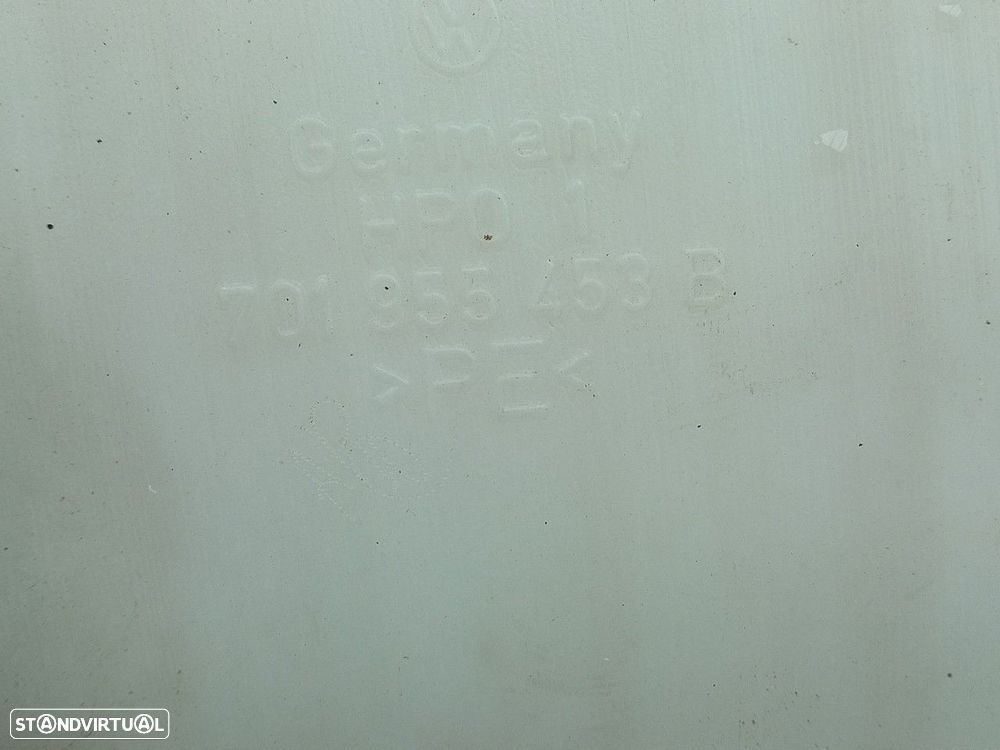 Germany
HPO 1
701 955 453 B
>PE<
STANDVIRTUAL